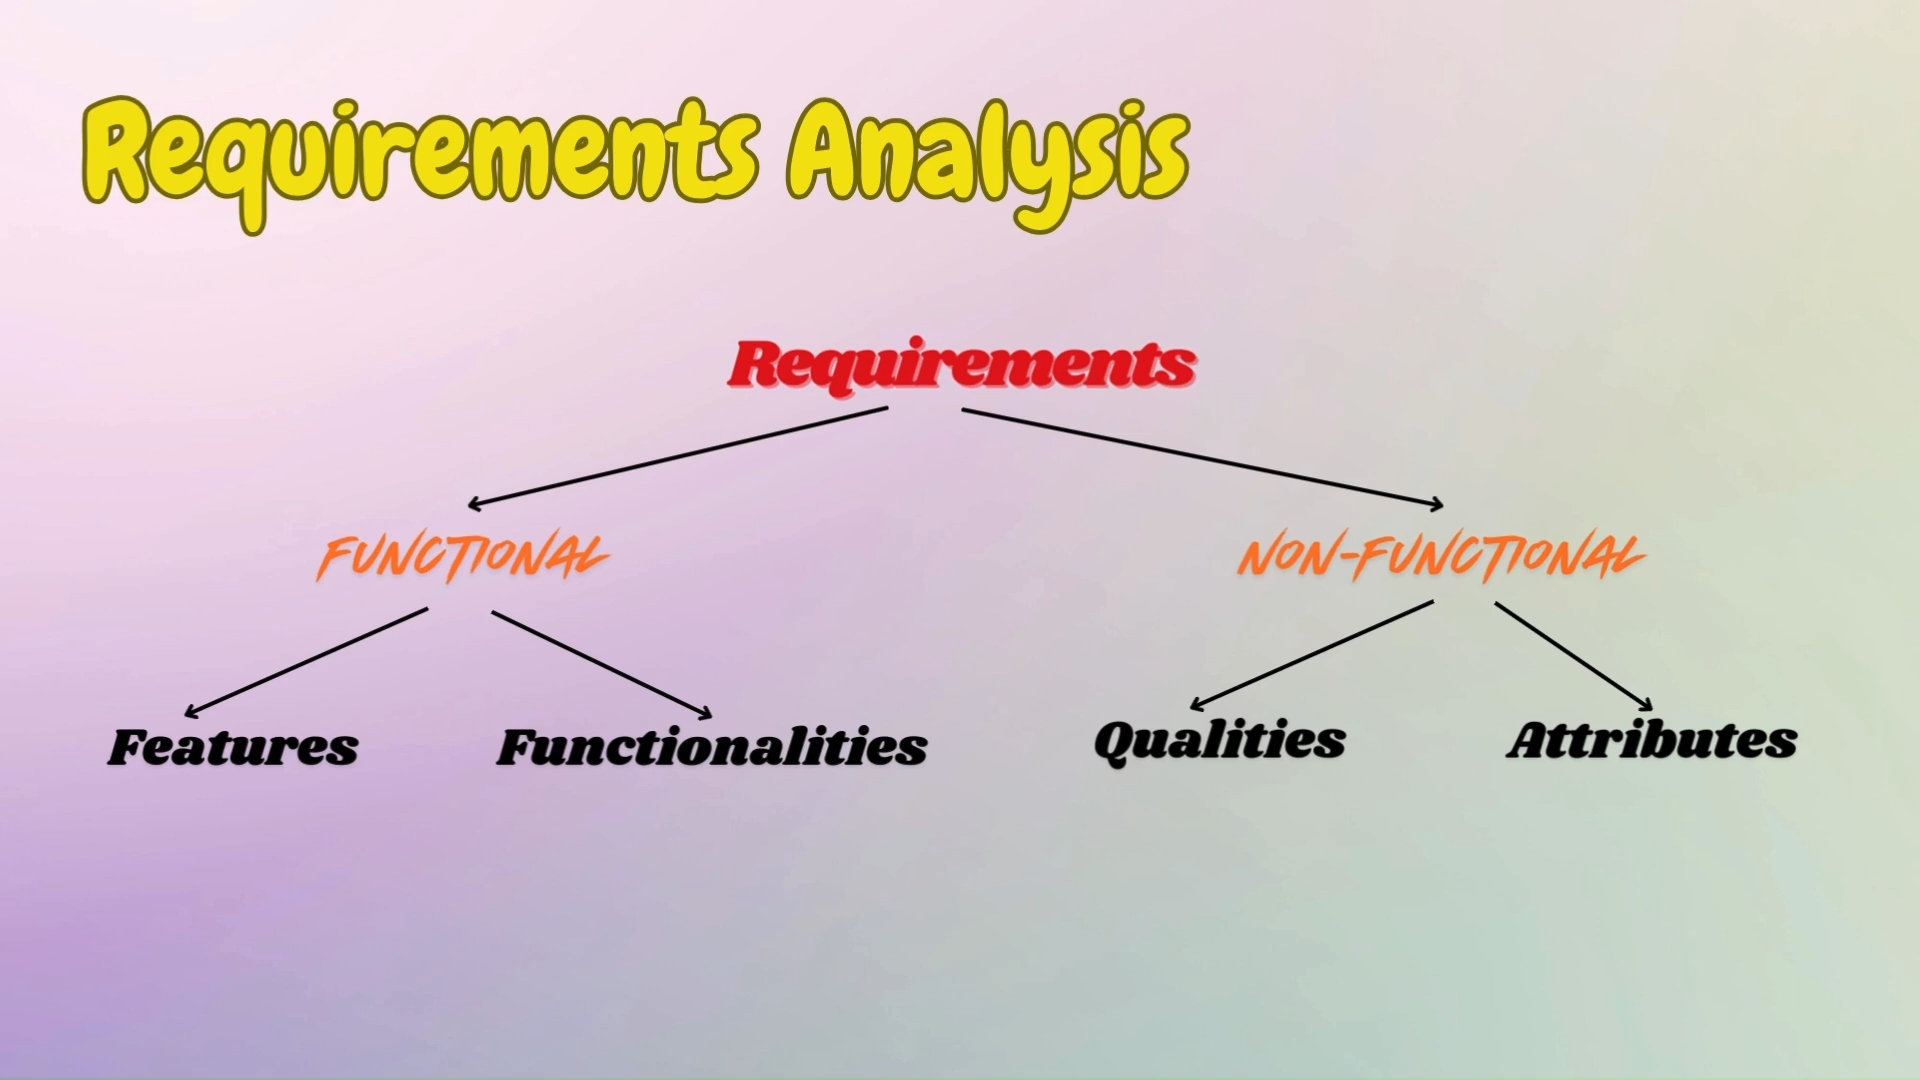 Requirements Analysis
Requirements
FUNCTIONAL
NON-FUNCTIONAL
Features
Functionalities
Qualities
Attributes